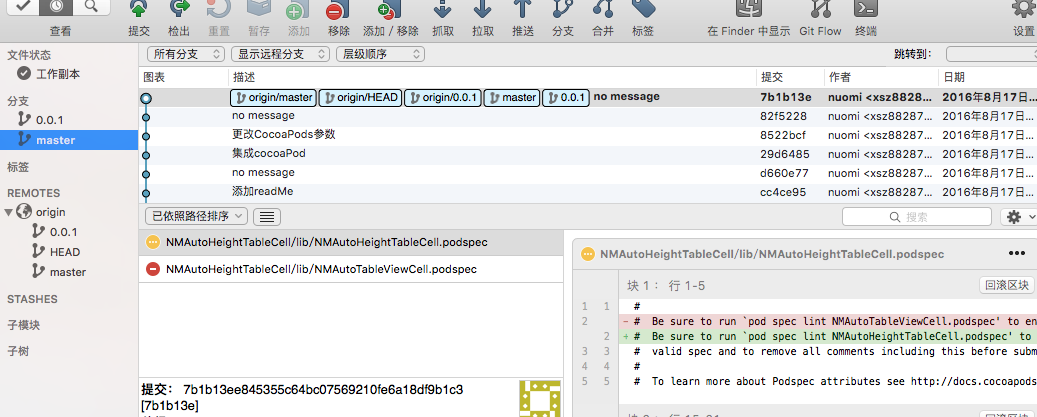 查看 提交 检出 重置 暂存 添加 移除 添加 / 移除 抓取 拉取 推送 分支 合并 标签 在 Finder 中显示 Git Flow 终端 设置
文件状态
工作副本
分支
0.0.1
master
标签
REMOTES
origin
0.0.1
HEAD
master
STASHES
子模块
子树
所有分支 显示远程分支 层级顺序 跳转到：
图表 描述 提交 作者 日期
origin/master origin/HEAD origin/0.0.1 master 0.0.1 no message 7b1b13e nuomi <xsz8828... 2016年8月17日...
no message 82f5228 nuomi <xsz88287... 2016年8月17日...
更改CocoaPods参数 8522bcf nuomi <xsz88287... 2016年8月17日...
集成cocoaPod 29d6485 nuomi <xsz88287... 2016年8月17日...
no message d660e77 nuomi <xsz88287... 2016年8月17日...
添加readMe cc4ce95 nuomi <xsz88287... 2016年8月17日...
已依照路径排序 搜索
NMAutoHeightTableCell/lib/NMAutoHeightTableCell.podspec
NMAutoHeightTableCell/lib/NMAutoTableViewCell.podspec
提交： 7b1b13ee845355c64bc07569210fe6a18df9b1c3
[7b1b13e]
NMAutoHeightTableCell/lib/NMAutoHeightTableCell.podspec •••
块 1： 行 1-5 回滚区块
1 1 #
2 - # Be sure to run `pod spec lint NMAutoTableViewCell.podspec' to en
2 + # Be sure to run `pod spec lint NMAutoHeightTableCell.podspec' to
3 3 # valid spec and to remove all comments including this before subm
4 4 #
5 5 # To learn more about Podspec attributes see http://docs.cocoapods